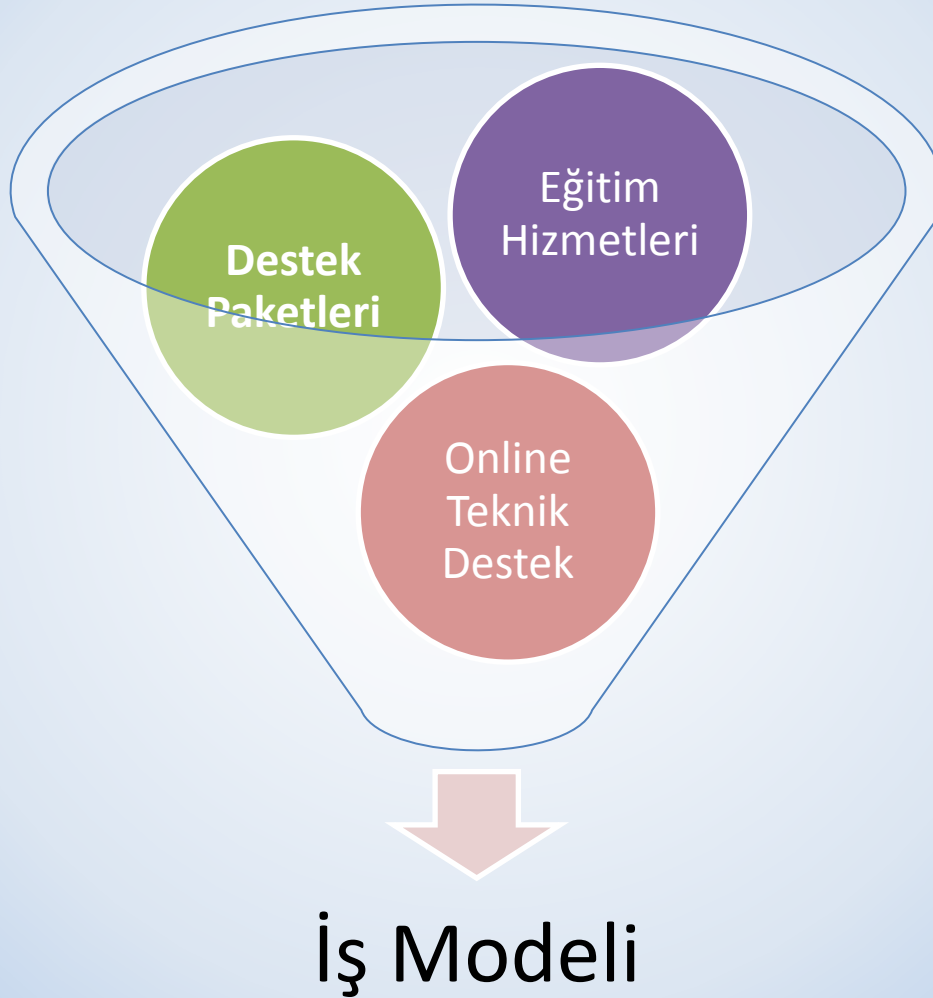 Eğitim
Hizmetleri
Destek
Paketleri
Online
Teknik
Destek
İş Modeli